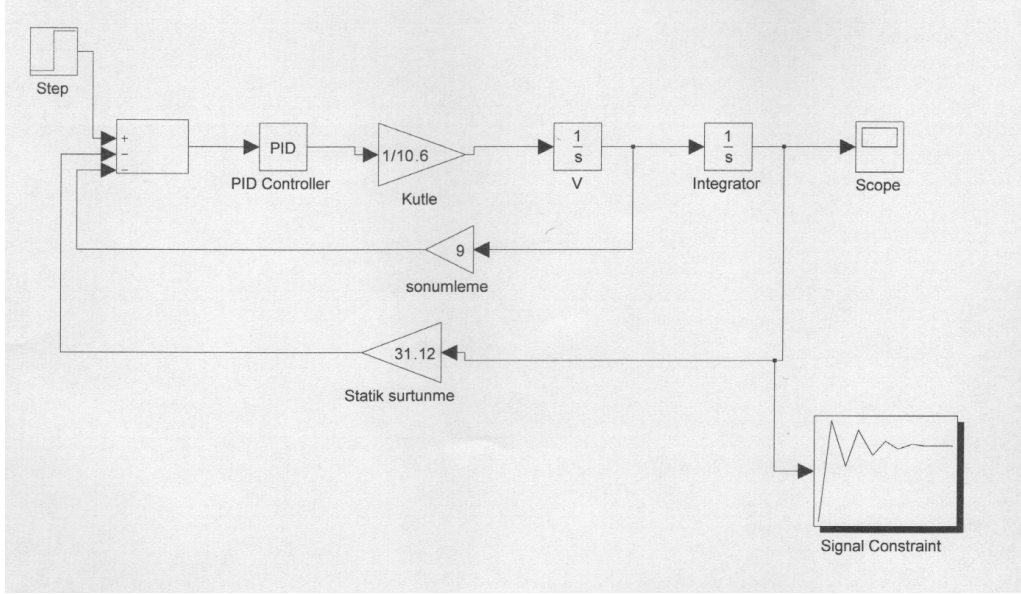 Step
+
−
−
PID
PID Controller
1/10.6
Kutle
1
s
V
1
s
Integrator
Scope
9
sonumleme
31.12
Statik surtunme
Signal Constraint